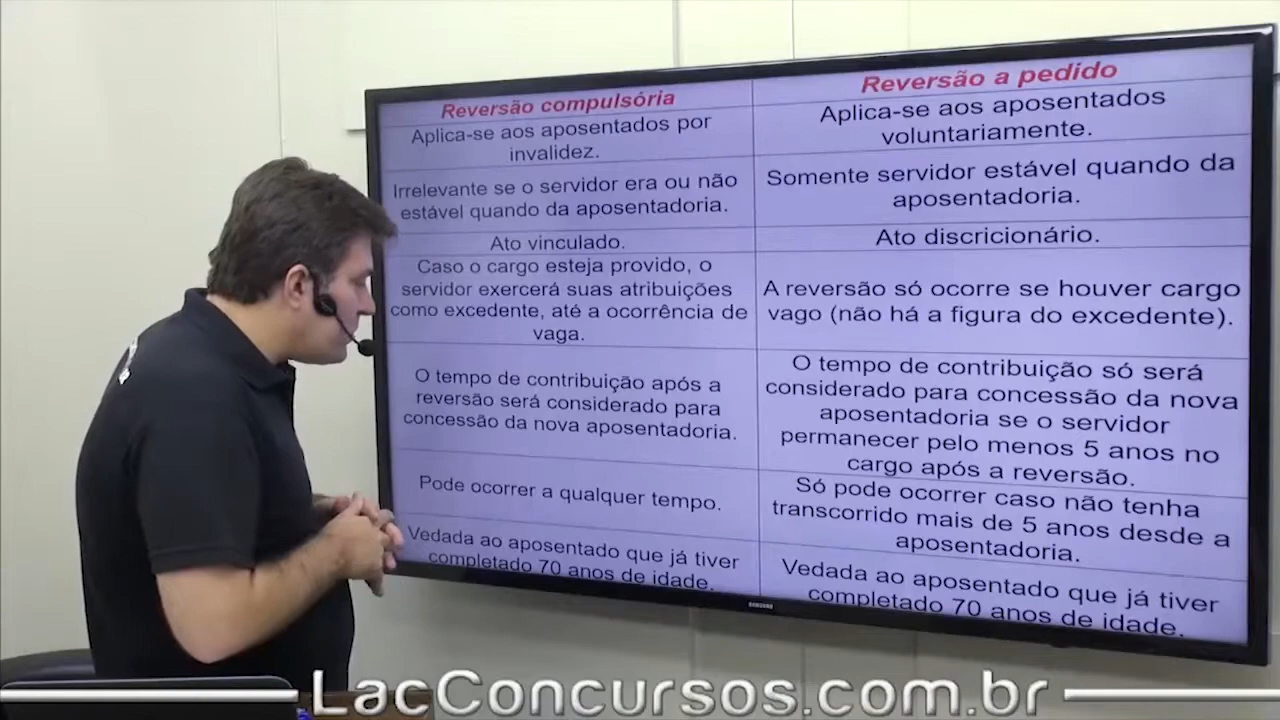 Reversão compulsória
Reversão a pedido
Aplica-se aos aposentados por
invalidez.
Aplica-se aos aposentados
voluntariamente.
Irrelevante se o servidor era ou não
estável quando da aposentadoria.
Somente servidor estável quando da
aposentadoria.
Ato vinculado.
Ato discricionário.
Caso o cargo esteja provido, o
servidor exercerá suas atribuições
como excedente, até a ocorrência de
vaga.
A reversão só ocorre se houver cargo
vago (não há a figura do excedente).
O tempo de contribuição após a
reversão será considerado para
concessão da nova aposentadoria.
O tempo de contribuição só será
considerado para concessão da nova
aposentadoria se o servidor
permanecer pelo menos 5 anos no
cargo após a reversão.
Pode ocorrer a qualquer tempo.
Só pode ocorrer caso não tenha
transcorrido mais de 5 anos desde a
aposentadoria.
Vedada ao aposentado que já tiver
completado 70 anos de idade.
Vedada ao aposentado que já tiver
completado 70 anos de idade.
SAMSUNG
LacConcursos.com.br